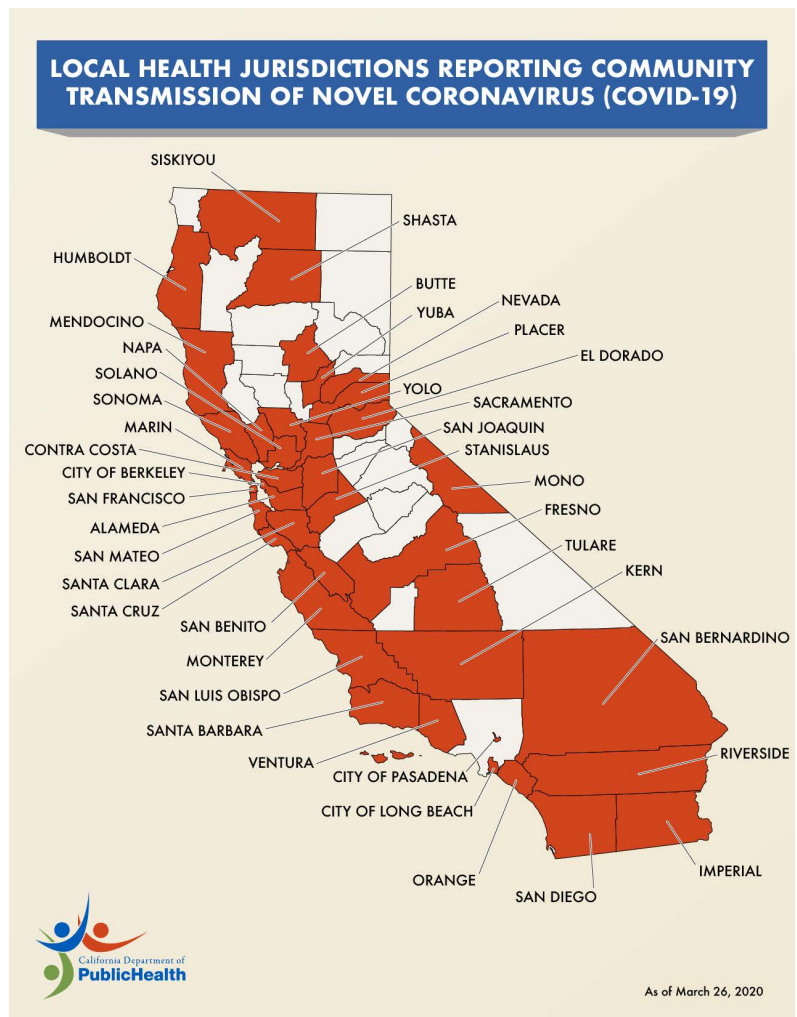 LOCAL HEALTH JURISDICTIONS REPORTING COMMUNITY
TRANSMISSION OF NOVEL CORONAVIRUS (COVID-19)
SISKIYOU
SHASTA
HUMBOLDT
BUTTE
NEVADA
YUBA
MENDOCINO
PLACER
NAPA
EL DORADO
SOLANO
YOLO
SONOMA
SACRAMENTO
MARIN
SAN JOAQUIN
CONTRA COSTA
STANISLAUS
CITY OF BERKELEY
MONO
SAN FRANCISCO
FRESNO
ALAMEDA
TULARE
SAN MATEO
KERN
SANTA CLARA
SANTA CRUZ
SAN BENITO
SAN BERNARDINO
MONTEREY
SAN LUIS OBISPO
SANTA BARBARA
RIVERSIDE
VENTURA
CITY OF PASADENA
CITY OF LONG BEACH
IMPERIAL
ORANGE
SAN DIEGO
California Department of
PublicHealth
As of March 26, 2020